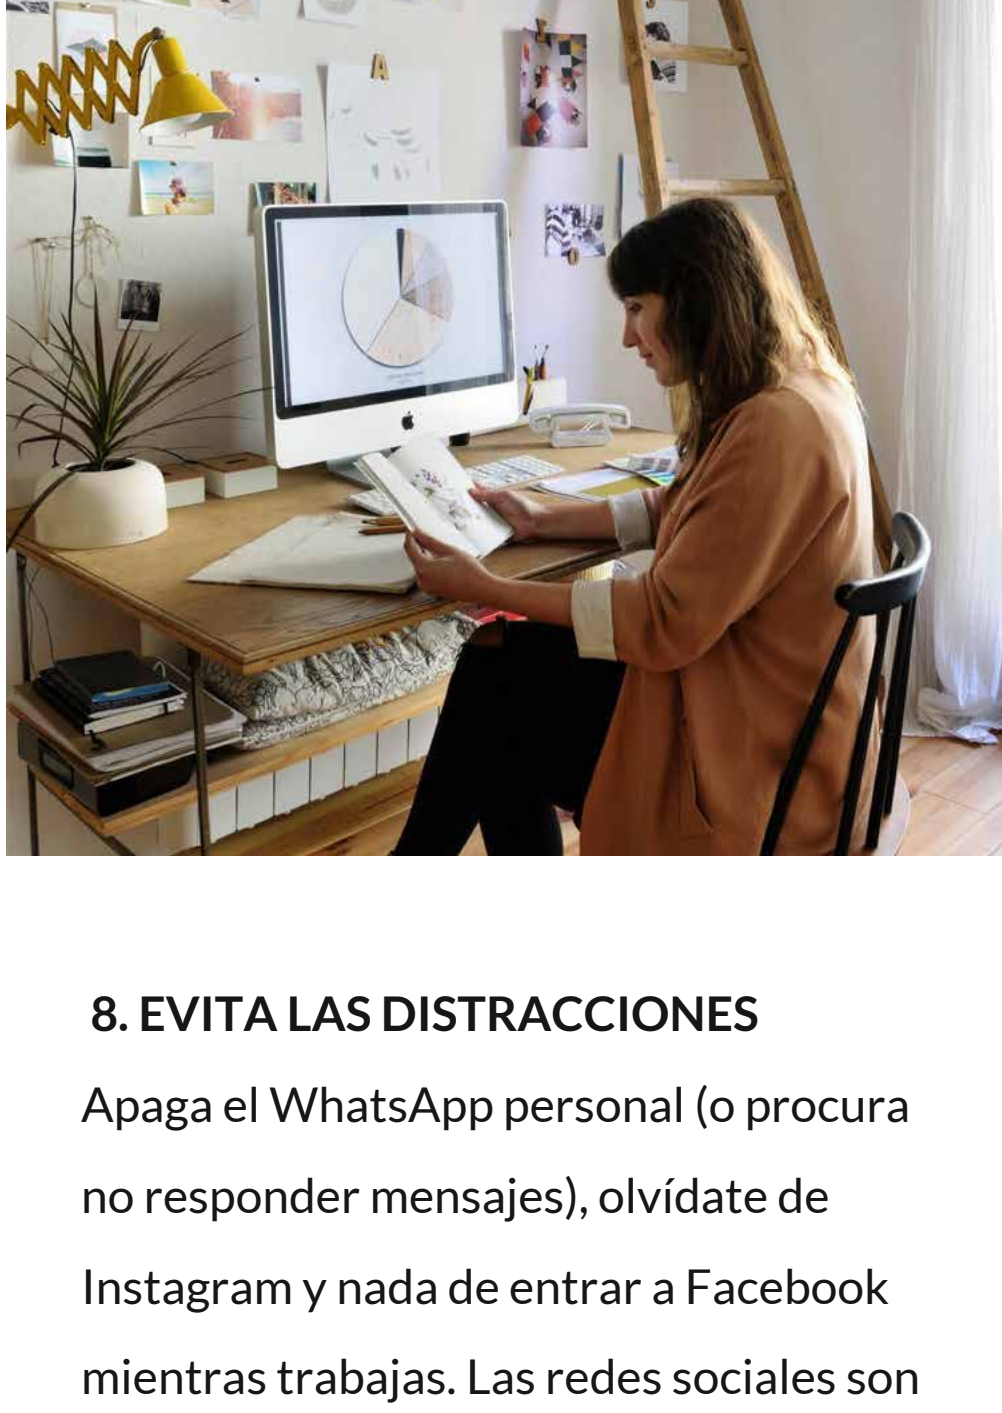 A
8. EVITA LAS DISTRACCIONES
Apaga el WhatsApp personal (o procura
no responder mensajes), olvídate de
Instagram y nada de entrar a Facebook
mientras trabajas. Las redes sociales son